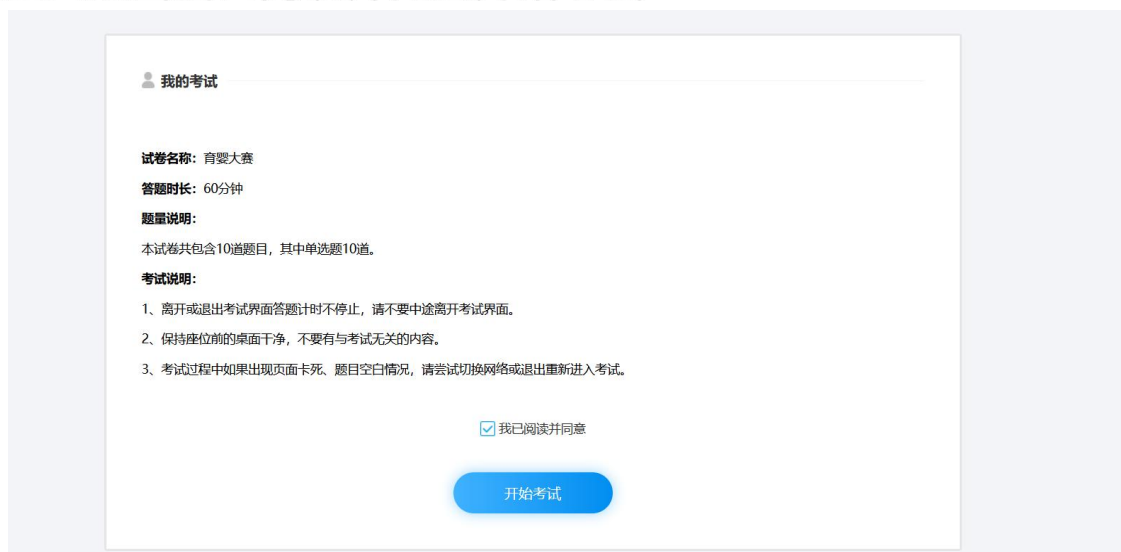 我的考试
试卷名称：育婴大赛
答题时长：60分钟
题量说明：
本试卷共包含10道题目，其中单选题10道。
考试说明：
1、离开或退出考试界面答题计时不停止，请不要中途离开考试界面。
2、保持座位前的桌面干净，不要有与考试无关的内容。
3、考试过程中如果出现页面卡死、题目空白情况，请尝试切换网络或退出重新进入考试。
我已阅读并同意
开始考试